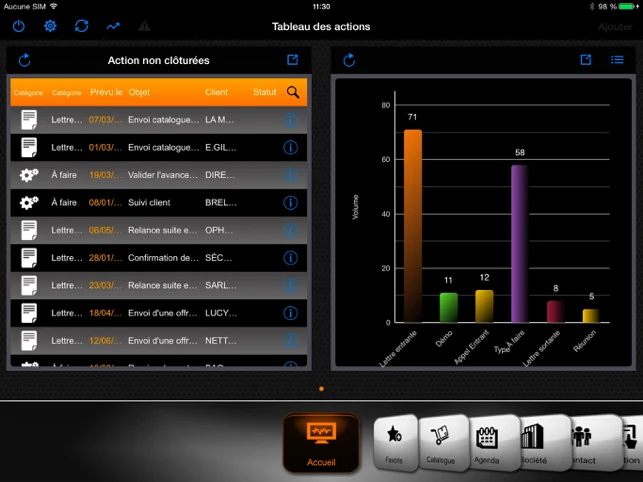 Aucune SIM 11:30 98 %
Tableau des actions Ajouter
Action non clôturées
Catégorie Catégorie Prévu le Objet Client Statut
Lettre… 07/03/… Envoi catalogue… LA M…
Lettre… 01/03/… Envoi catalogue… E.GIL…
À faire 19/03/… Valider l'avance… DIRE…
À faire 08/01/… Suivi client BREL…
Lettre… 06/05/… Relance suite e… OPH…
Lettre… 28/01/… Confirmation de… SÉC…
Lettre… 23/03/… Relance suite e… SARL…
Lettre… 18/04/… Envoi d'une offr… LUCY…
Lettre… 12/06/… Envoi d'une offr… NETT…
À faire
80
60
40
20
0
Volume
71
11
12
58
8
5
Lettre entrante
Démo
Appel Entrant
À faire
Lettre sortante
Réunion
Type
Accueil
Favoris
Catalogue
Agenda
Société